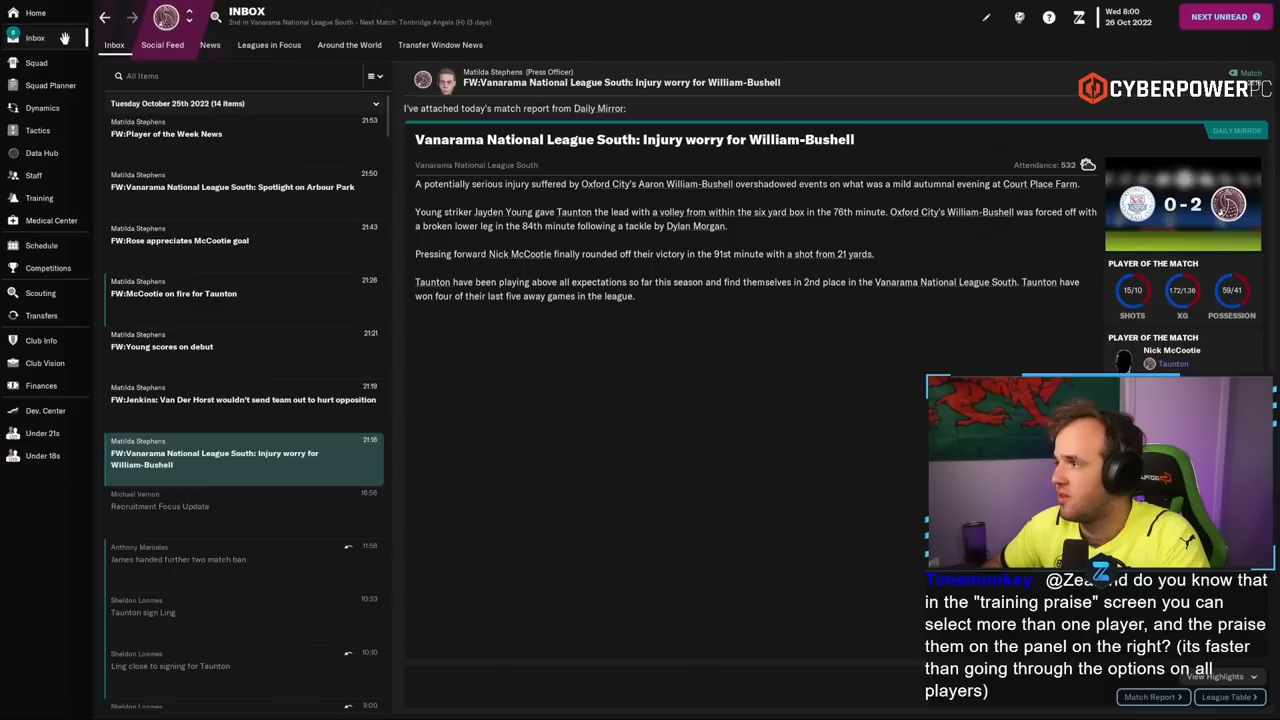 Home
Inbox
Squad
Squad Planner
Dynamics
Tactics
Data Hub
Staff
Training
Medical Center
Schedule
Competitions
Scouting
Transfers
Club Info
Club Vision
Finances
Dev. Center
Under 21s
Under 18s
INBOX
2nd in Vanarama National League South - Next Match: Tonbridge Angels (H) (3 days)
Wed 8:00
26 Oct 2022
NEXT UNREAD
Inbox Social Feed News Leagues in Focus Around the World Transfer Window News
All Items
Tuesday October 25th 2022 (14 items)
Matilda Stephens 21:53
FW:Player of the Week News
Matilda Stephens 21:50
FW:Vanarama National League South: Spotlight on Arbour Park
Matilda Stephens 21:43
FW:Rose appreciates McCootie goal
Matilda Stephens 21:28
FW:McCootie on fire for Taunton
Matilda Stephens 21:21
FW:Young scores on debut
Matilda Stephens 21:19
FW:Jenkins: Van Der Horst wouldn't send team out to hurt opposition
Matilda Stephens 21:16
FW:Vanarama National League South: Injury worry for
William-Bushell
Michael Vernon 16:56
Recruitment Focus Update
Anthony Maroales 11:58
James handed further two match ban
Sheldon Loomes 10:33
Taunton sign Ling
Sheldon Loomes 10:10
Ling close to signing for Taunton
Sheldon Loomes 9:00
Matilda Stephens (Press Officer)
FW:Vanarama National League South: Injury worry for William-Bushell
Match
CYBERPOWERPC
I've attached today's match report from Daily Mirror:
DAILY MIRROR
Vanarama National League South: Injury worry for William-Bushell
Vanarama National League South
Attendance: 532
A potentially serious injury suffered by Oxford City's Aaron William-Bushell overshadowed events on what was a mild autumnal evening at Court Place Farm.
Young striker Jayden Young gave Taunton the lead with a volley from within the six yard box in the 76th minute. Oxford City's William-Bushell was forced off with
a broken lower leg in the 84th minute following a tackle by Dylan Morgan.
Pressing forward Nick McCootie finally rounded off their victory in the 91st minute with a shot from 21 yards.
Taunton have been playing above all expectations so far this season and find themselves in 2nd place in the Vanarama National League South. Taunton have
won four of their last five away games in the league.
0-2
PLAYER OF THE MATCH
15/10 1.72/1.36 59/41
SHOTS XG POSSESSION
PLAYER OF THE MATCH
Nick McCootie
Taunton
Timemonkey @Zea nd do you know that
in the "training praise" screen you can
select more than one player, and the praise
them on the panel on the right? (its faster
than going through the options on all
players)
View Highlights
Match Report
League Table